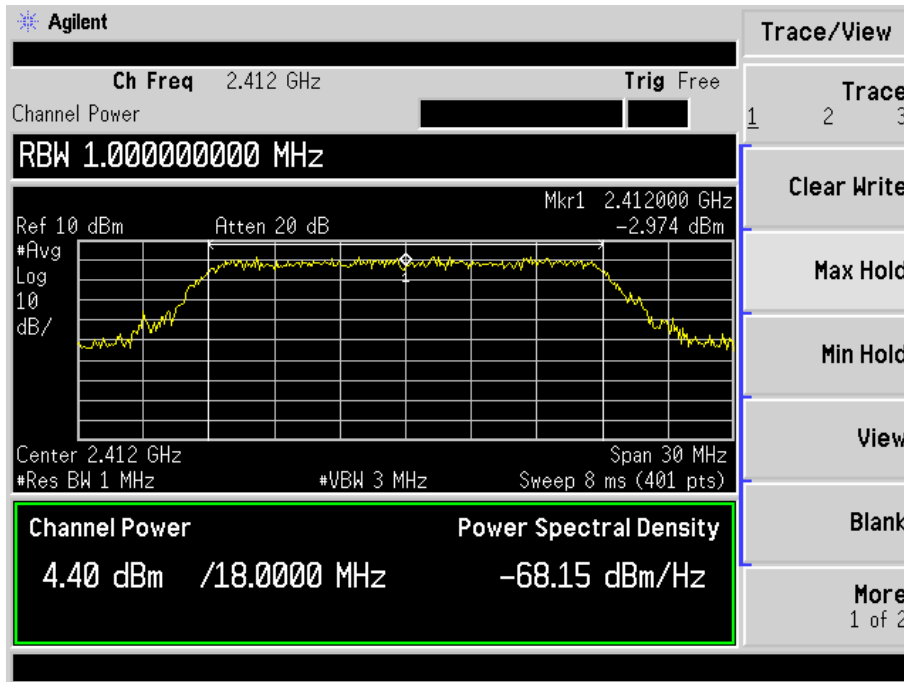 Agilent
Trace/View
Ch Freq 2.412 GHz Trig Free
Channel Power
Trace
1 2 3
RBW 1.000000000 MHz
Clear Write
Mkr1 2.412000 GHz
Ref 10 dBm Atten 20 dB -2.974 dBm
#Avg
Log
10
dB/
1
Max Hold
Min Hold
Center 2.412 GHz Span 30 MHz
#Res BW 1 MHz #VBW 3 MHz Sweep 8 ms (401 pts)
View
Channel Power Power Spectral Density
4.40 dBm /18.0000 MHz -68.15 dBm/Hz
Blank
More
1 of 2